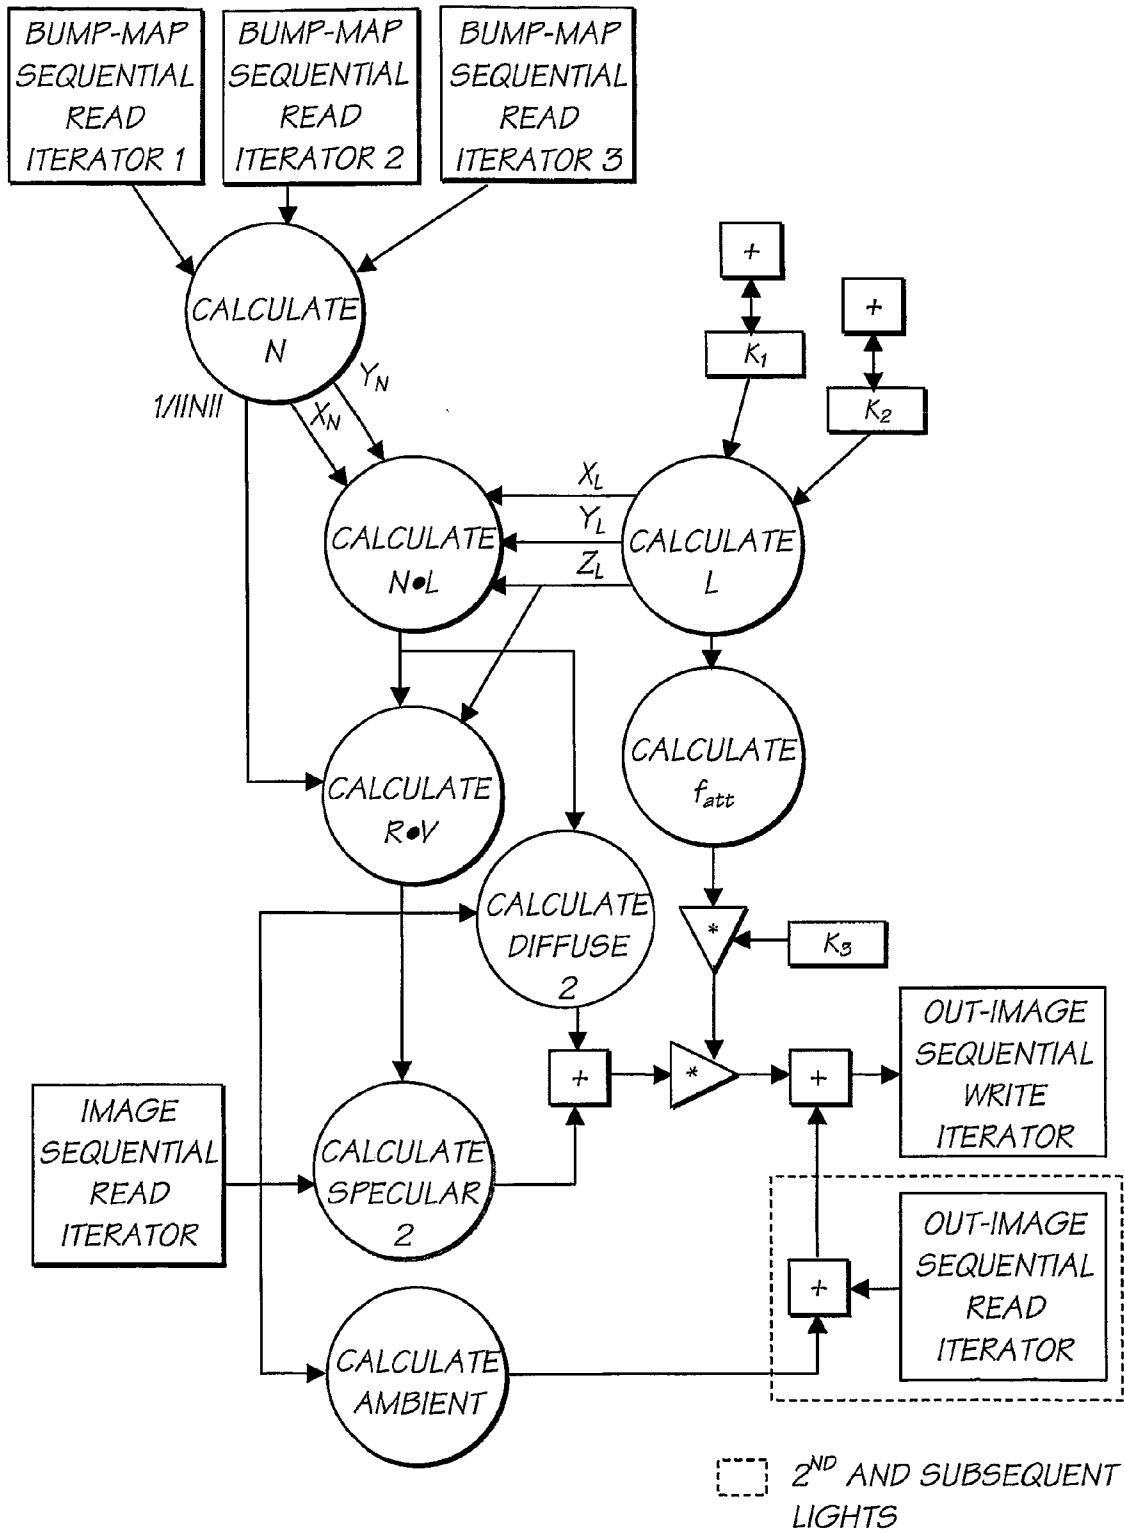 BUMP-MAP
SEQUENTIAL
READ
ITERATOR 1
BUMP-MAP
SEQUENTIAL
READ
ITERATOR 2
BUMP-MAP
SEQUENTIAL
READ
ITERATOR 3
CALCULATE
N
+
K1
+
K2
1/||N||
XN
YN
CALCULATE
N•L
XL
YL
ZL
CALCULATE
L
CALCULATE
R•V
CALCULATE
fatt
CALCULATE
DIFFUSE
2
*
K3
+
*
+
OUT-IMAGE
SEQUENTIAL
WRITE
ITERATOR
IMAGE
SEQUENTIAL
READ
ITERATOR
CALCULATE
SPECULAR
2
+
OUT-IMAGE
SEQUENTIAL
READ
ITERATOR
CALCULATE
AMBIENT
2ND AND SUBSEQUENT
LIGHTS